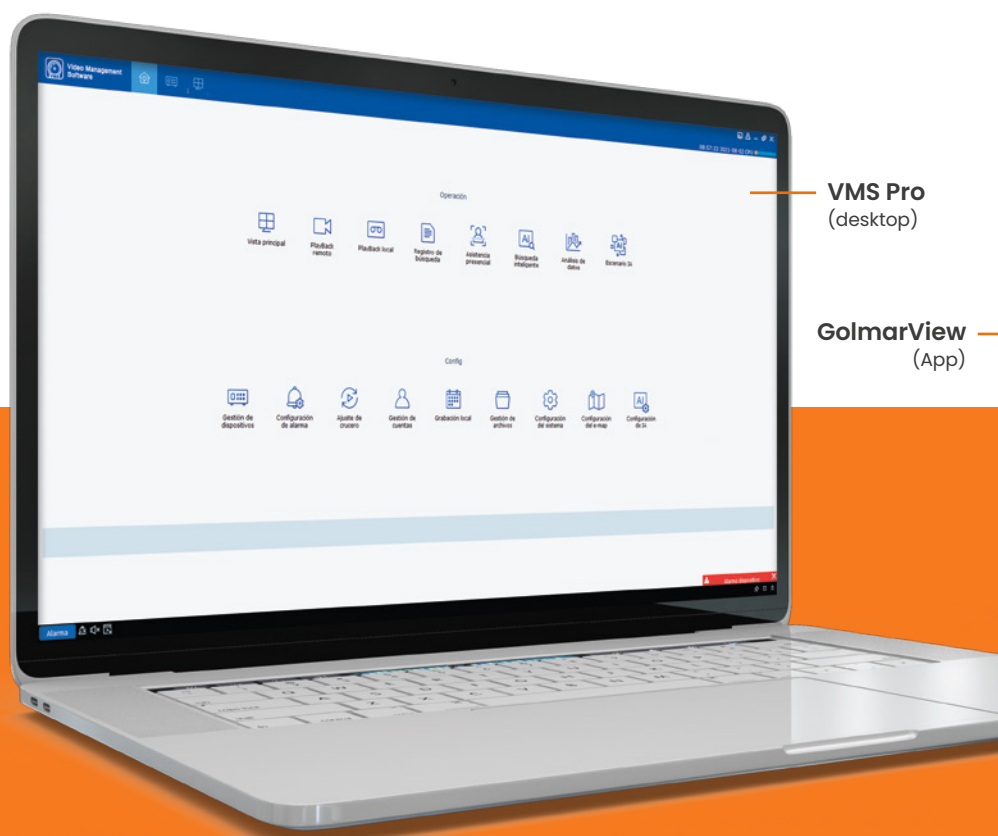 Video Management
Software
Operación
Vista principal
PlayBack
remoto
PlayBack local
Registro de
búsqueda
Asistencia
presencial
Búsqueda
inteligente
Análisis de
datos
Escenario IA
Config
Gestión de
dispositivos
Configuración
de alarma
Ajuste de
crucero
Gestión de
cuentas
Grabación local
Gestión de
archivos
Configuración
del sistema
Configuración
del e-map
Configuración
de IA
Alarma
VMS Pro
(desktop)
GolmarView
(App)